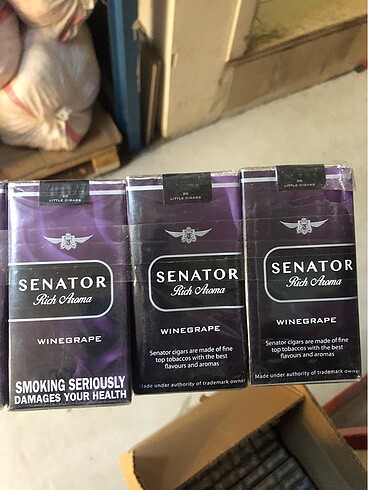 20
LITTLE CIGARS
SENATOR
Rich Aroma
WINEGRAPE
SMOKING SERIOUSLY
DAMAGES YOUR HEALTH
20
LITTLE CIGARS
SENATOR
Rich Aroma
WINEGRAPE
Senator cigars are made of fine
top tobaccos with the best
flavours and aromas
Made under authority of trademark owner
20
LITTLE CIGARS
SENATOR
Rich Aroma
WINEGRAPE
Senator cigars are made of fine
top tobaccos with the best
flavours and aromas
Made under authority of trademark owner